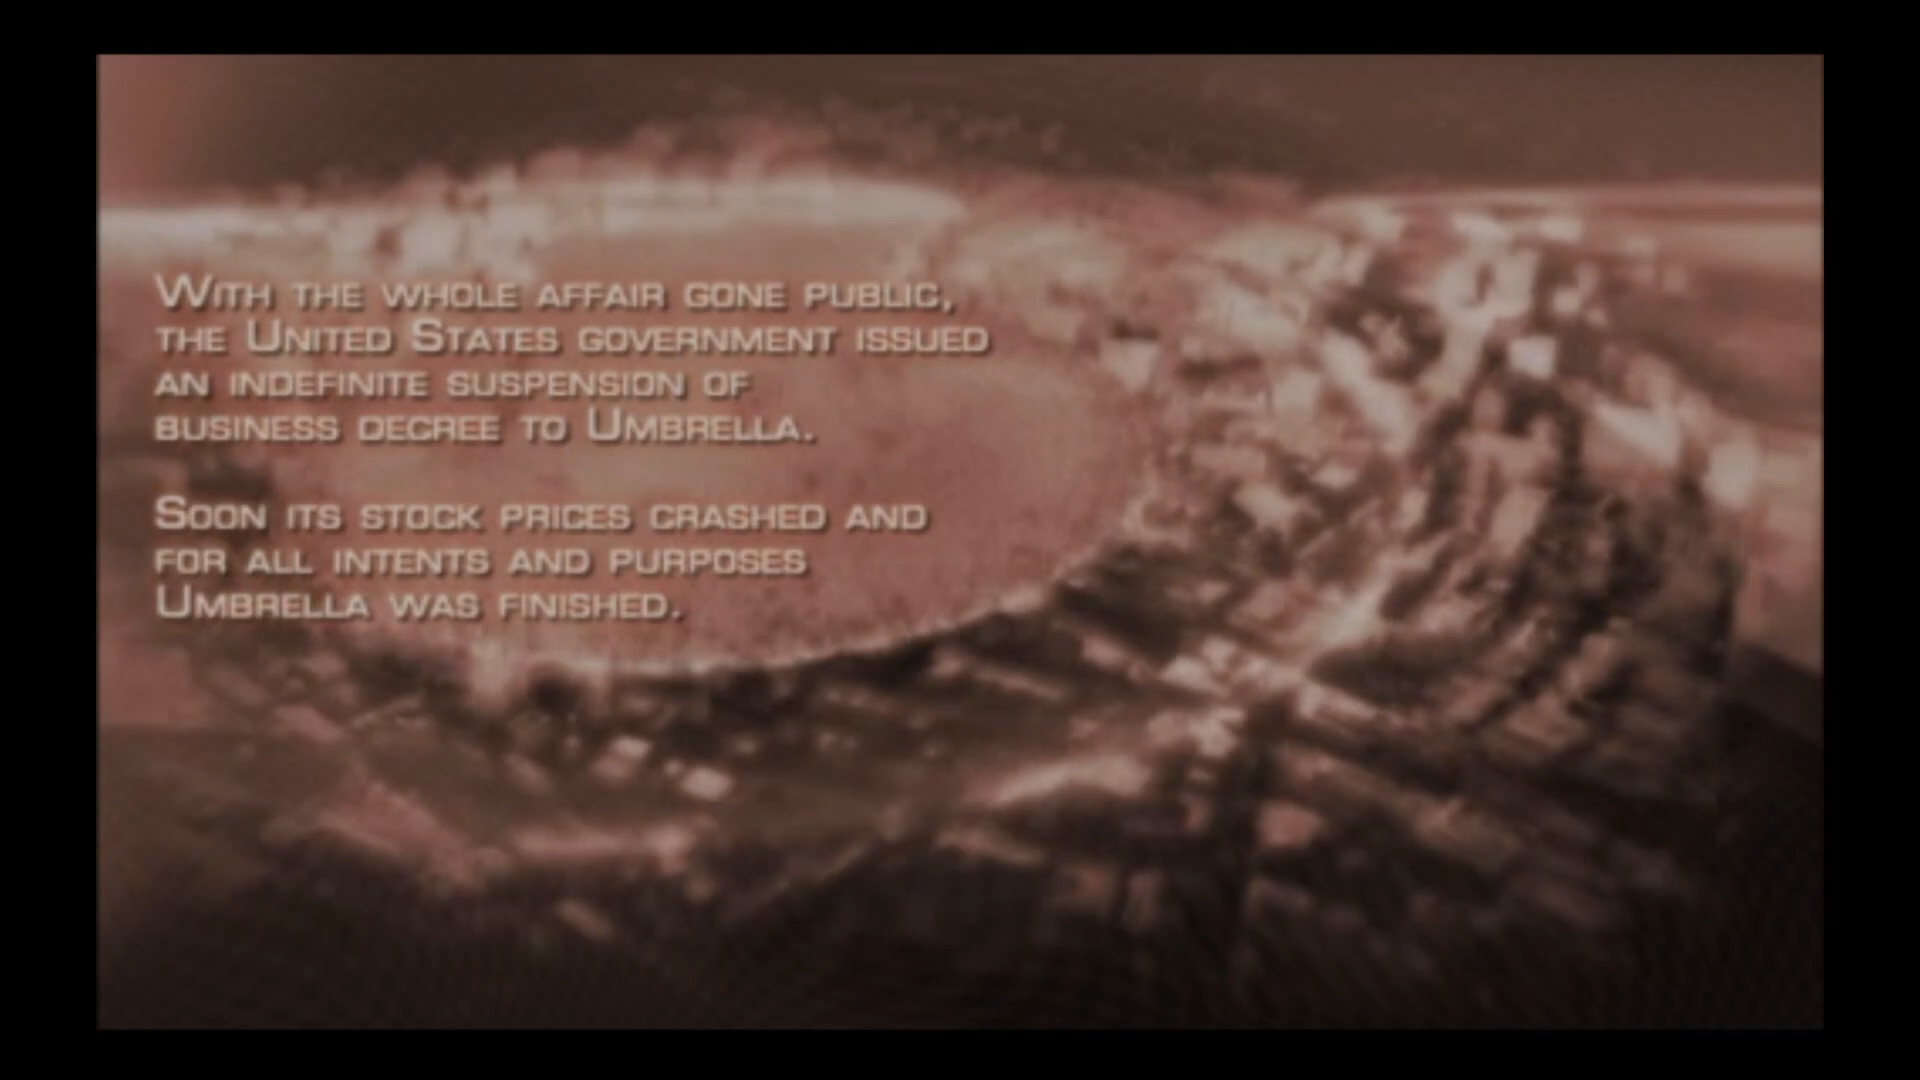 With the whole affair gone public,
the United States government issued
an indefinite suspension of
business decree to Umbrella.
Soon its stock prices crashed and
for all intents and purposes
Umbrella was finished.